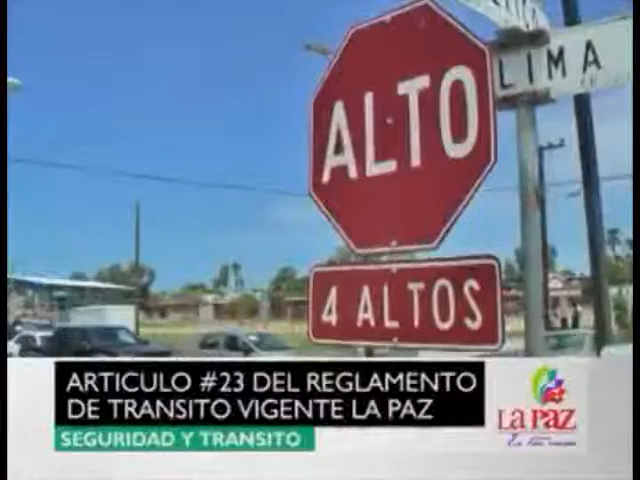 ALTO
LIMA
4 ALTOS
ARTICULO #23 DEL REGLAMENTO
DE TRANSITO VIGENTE LA PAZ
SEGURIDAD Y TRANSITO
LA PAZ